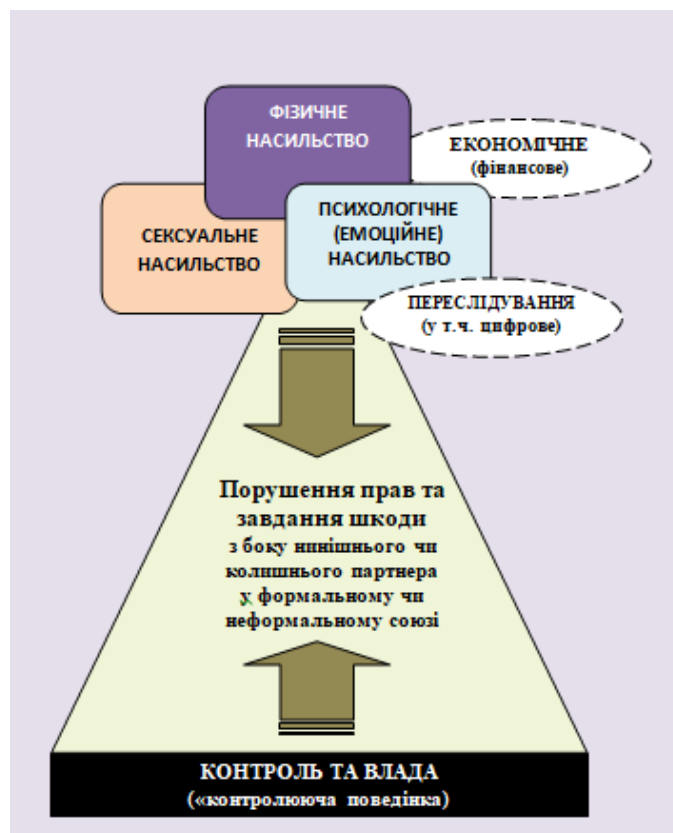 ФІЗИЧНЕ
НАСИЛЬСТВО
ЕКОНОМІЧНЕ
(фінансове)
СЕКСУАЛЬНЕ
НАСИЛЬСТВО
ПСИХОЛОГІЧНЕ
(ЕМОЦІЙНЕ)
НАСИЛЬСТВО
ПЕРЕСЛІДУВАННЯ
(у т.ч. цифрове)
Порушення прав та
завдання шкоди
з боку нинішнього чи
колишнього партнера
у формальному чи
неформальному союзі
КОНТРОЛЬ ТА ВЛАДА
(«контролююча поведінка)